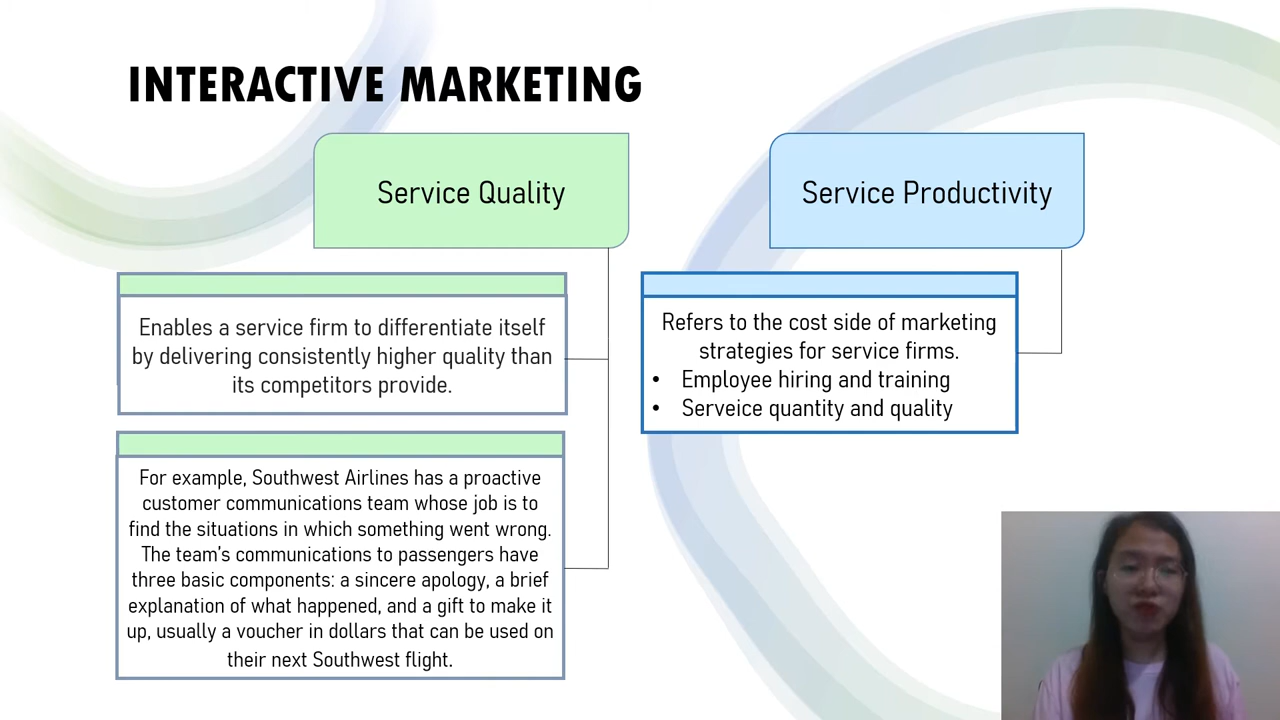 INTERACTIVE MARKETING
Service Quality
Enables a service firm to differentiate itself
by delivering consistently higher quality than
its competitors provide.
For example, Southwest Airlines has a proactive
customer communications team whose job is to
find the situations in which something went wrong.
The team's communications to passengers have
three basic components: a sincere apology, a brief
explanation of what happened, and a gift to make it
up, usually a voucher in dollars that can be used on
their next Southwest flight.
Service Productivity
Refers to the cost side of marketing
strategies for service firms.
• Employee hiring and training
• Serveice quantity and quality